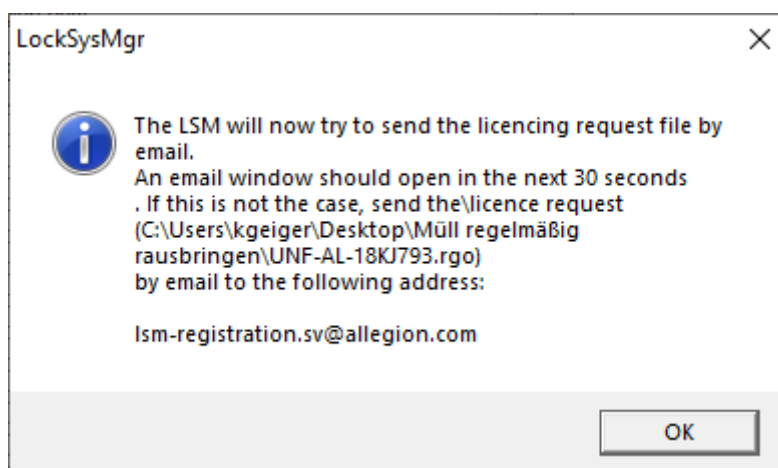 LockSysMgr
The LSM will now try to send the licencing request file by
email.
An email window should open in the next 30 seconds
. If this is not the case, send the\licence request
(C:\Users\kgeiger\Desktop\Müll regelmäßig
rausbringen\UNF-AL-18KJ793.rgo)
by email to the following address:
lsm-registration.sv@allegion.com
OK